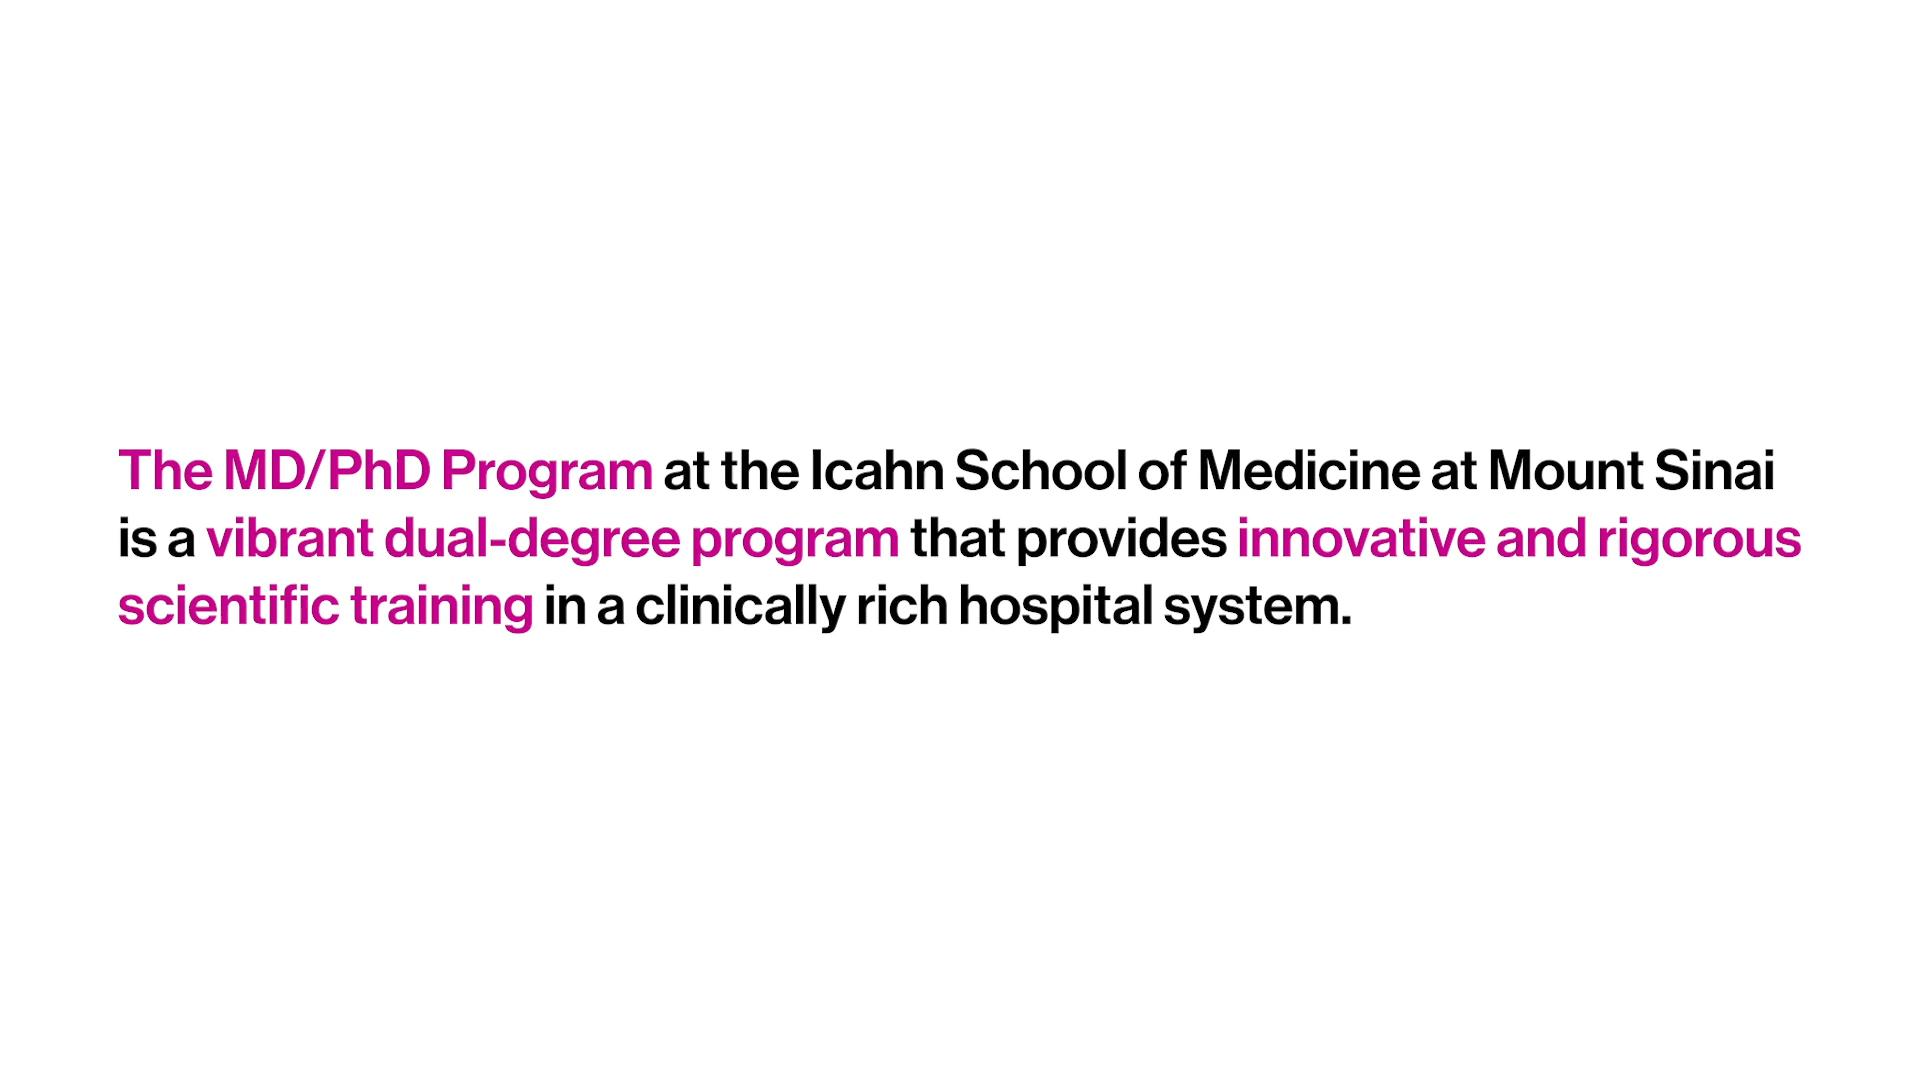 The MD/PhD Program at the Icahn School of Medicine at Mount Sinai
is a vibrant dual-degree program that provides innovative and rigorous
scientific training in a clinically rich hospital system.